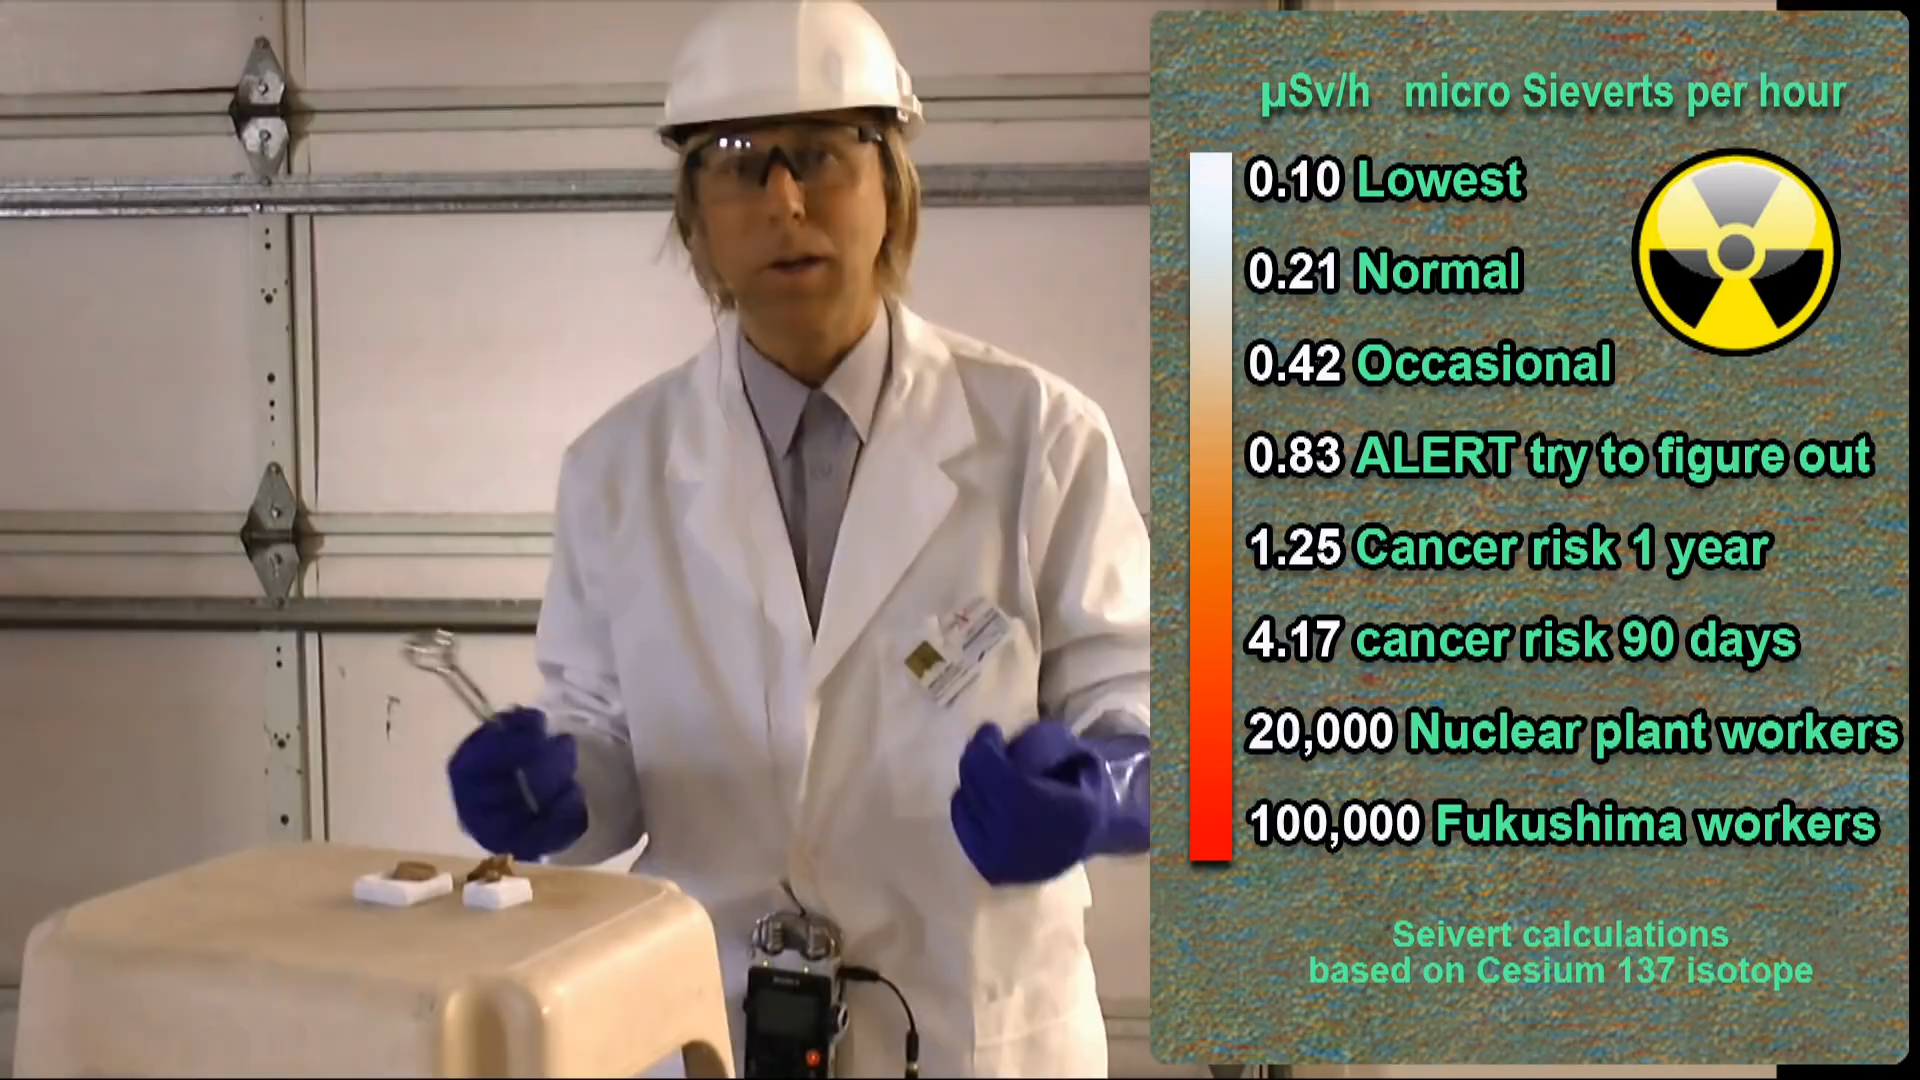 µSv/h micro Sieverts per hour
0.10 Lowest
0.21 Normal
0.42 Occasional
0.83 ALERT try to figure out
1.25 Cancer risk 1 year
4.17 cancer risk 90 days
20,000 Nuclear plant workers
100,000 Fukushima workers
Seivert calculations
based on Cesium 137 isotope